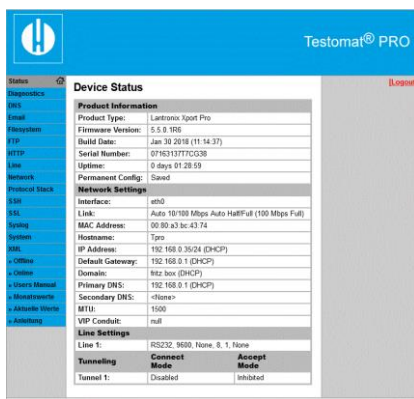 Testomat® PRO
[Logout
Status
Diagnostics
DNS
Email
Filesystem
FTP
HTTP
Line
Network
Protocol Stack
SSH
SSL
Syslog
System
XML
» Offline
» Online
» Users Manual
» Monatswerte
» Aktuelle Werte
» Anleitung
Device Status
Product Information
Product Type: Lantronix Xport Pro
Firmware Version: 5.5.0.1R6
Build Date: Jan 30 2018 (11:14:37)
Serial Number: 07163137T7CG38
Uptime: 0 days 01:28:59
Permanent Config: Saved
Network Settings
Interface: eth0
Link: Auto 10/100 Mbps Auto Half/Full (100 Mbps Full)
MAC Address: 00:80:a3:bc:43:74
Hostname: Tpro
IP Address: 192.168.0.35/24 (DHCP)
Default Gateway: 192.168.0.1 (DHCP)
Domain: fritz box (DHCP)
Primary DNS: 192.168.0.1 (DHCP)
Secondary DNS: <None>
MTU: 1500
VIP Conduit: null
Line Settings
Line 1: RS232, 9600, None, 8, 1, None
Tunneling Connect Mode Accept Mode
Tunnel 1: Disabled Inhibited